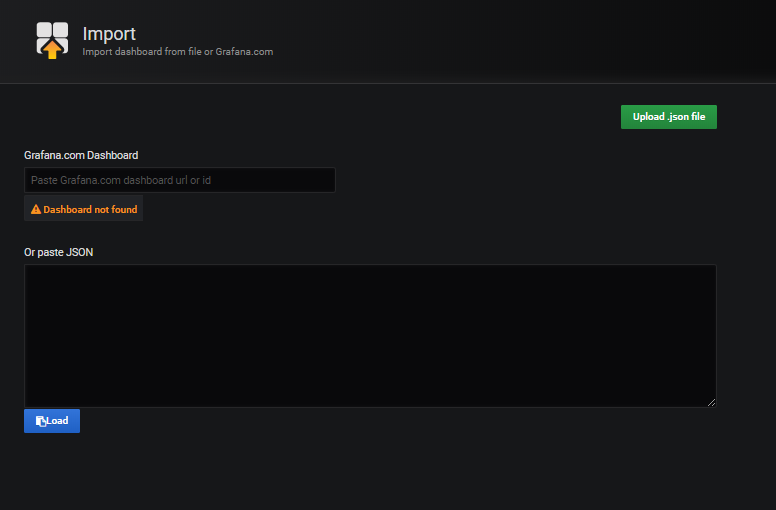 Import
Import dashboard from file or Grafana.com
Upload .json file
Grafana.com Dashboard
Paste Grafana.com dashboard url or id
Dashboard not found
Or paste JSON
Load